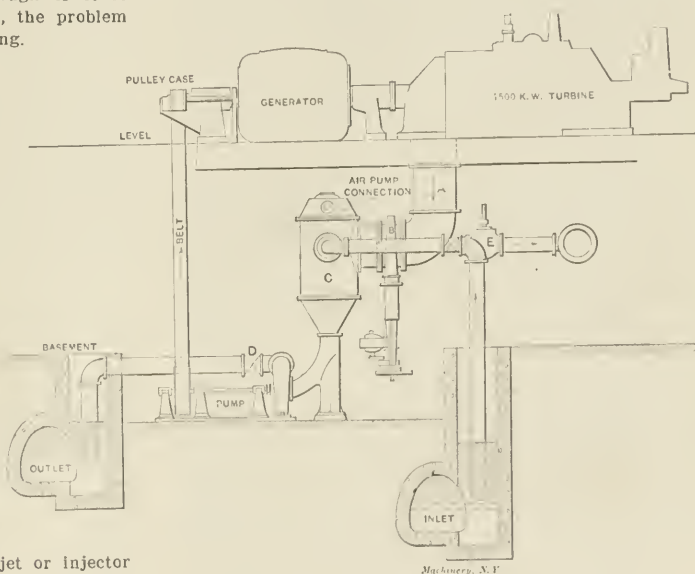 , the problem
ng.
PULLEY CASE
GENERATOR
1500 K.W. TURBINE
LEVEL
AIR PUMP
CONNECTION
A
B
E
BELT
C
BASEMENT
D
PUMP
OUTLET
INLET
jet or injector
Machinery, N.Y.